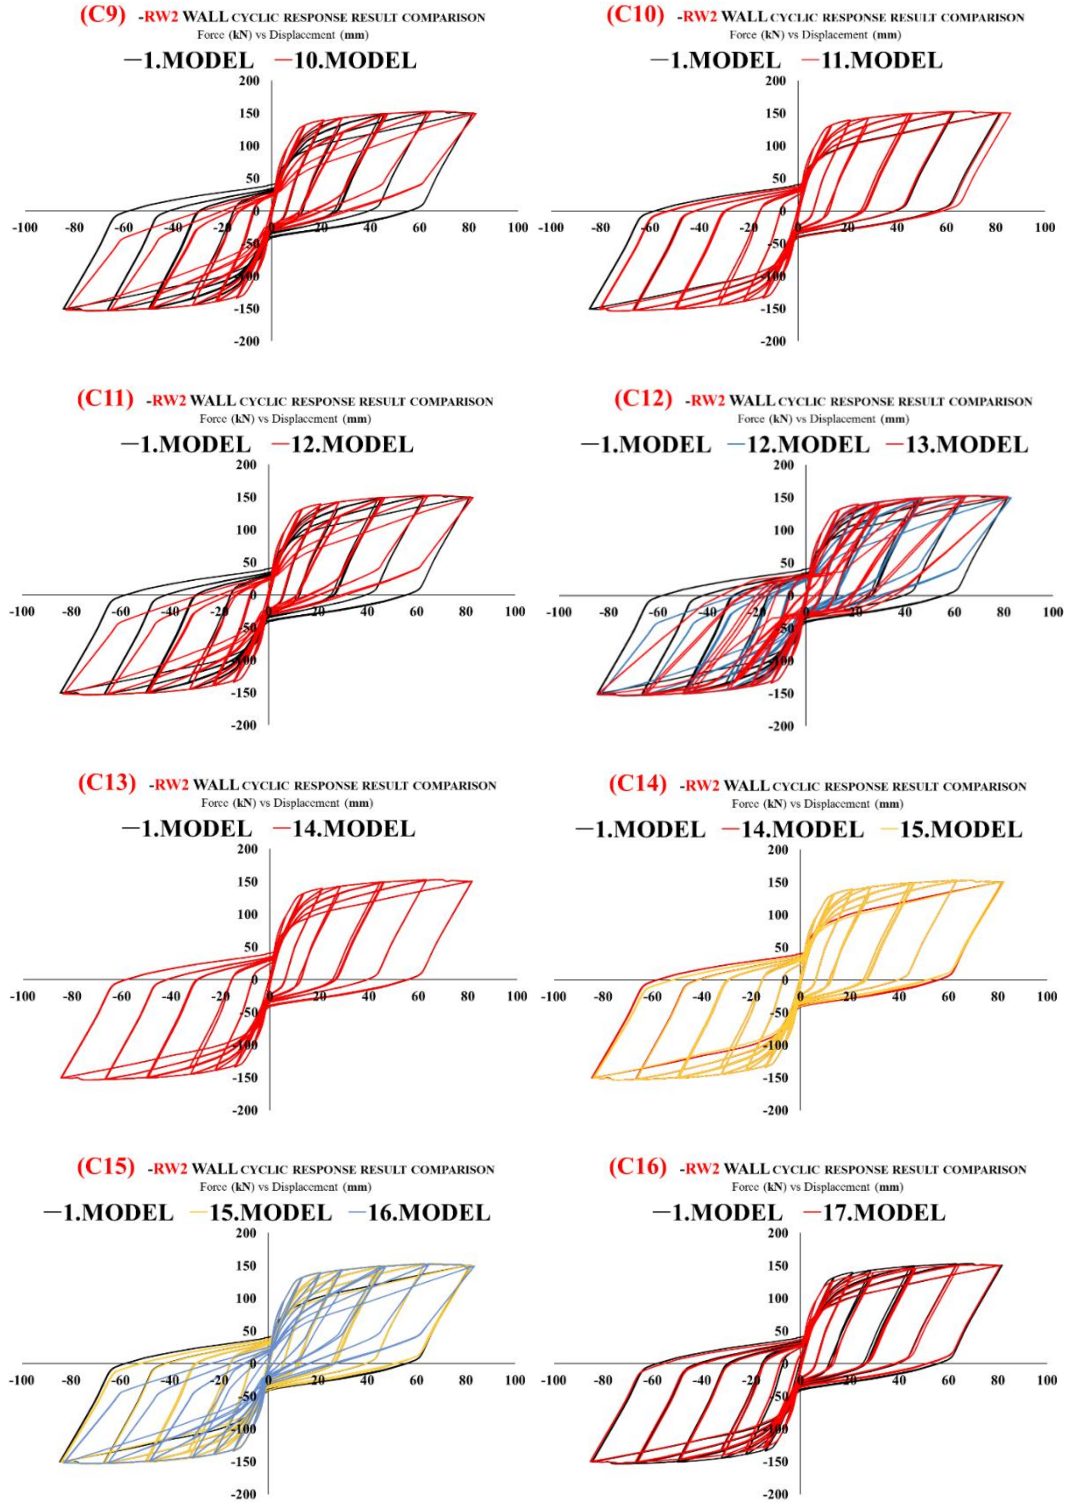 (C9) -RW2 WALL CYCLIC RESPONSE RESULT COMPARISON
Force (kN) vs Displacement (mm)
—1.MODEL —10.MODEL
200
150
100
50
0
-100 -80 -60 -40 -20 0 20 40 60 80 100
-50
-100
-150
-200
(C10) -RW2 WALL CYCLIC RESPONSE RESULT COMPARISON
Force (kN) vs Displacement (mm)
—1.MODEL —11.MODEL
200
150
100
50
0
-100 -80 -60 -40 -20 0 20 40 60 80 100
-50
-100
-150
-200
(C11) -RW2 WALL CYCLIC RESPONSE RESULT COMPARISON
Force (kN) vs Displacement (mm)
—1.MODEL —12.MODEL
200
150
100
50
0
-100 -80 -60 -40 -20 0 20 40 60 80 100
-50
-100
-150
-200
(C12) -RW2 WALL CYCLIC RESPONSE RESULT COMPARISON
Force (kN) vs Displacement (mm)
—1.MODEL —12.MODEL —13.MODEL
200
150
100
50
0
-100 -80 -60 -40 -20 0 20 40 60 80 100
-50
-100
-150
-200
(C13) -RW2 WALL CYCLIC RESPONSE RESULT COMPARISON
Force (kN) vs Displacement (mm)
—1.MODEL —14.MODEL
200
150
100
50
0
-100 -80 -60 -40 -20 0 20 40 60 80 100
-50
-100
-150
-200
(C14) -RW2 WALL CYCLIC RESPONSE RESULT COMPARISON
Force (kN) vs Displacement (mm)
—1.MODEL —14.MODEL —15.MODEL
200
150
100
50
0
-100 -80 -60 -40 -20 0 20 40 60 80 100
-50
-100
-150
-200
(C15) -RW2 WALL CYCLIC RESPONSE RESULT COMPARISON
Force (kN) vs Displacement (mm)
—1.MODEL —15.MODEL —16.MODEL
200
150
100
50
0
-100 -80 -60 -40 -20 0 20 40 60 80 100
-50
-100
-150
-200
(C16) -RW2 WALL CYCLIC RESPONSE RESULT COMPARISON
Force (kN) vs Displacement (mm)
—1.MODEL —17.MODEL
200
150
100
50
0
-100 -80 -60 -40 -20 0 20 40 60 80 100
-50
-100
-150
-200